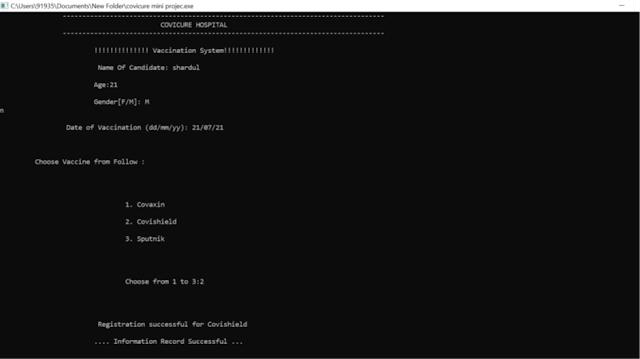 C:\Users\91935\Documents\New Folder\covicure mini projec.exe
--------------------------------------------------------------------------------
COVICURE HOSPITAL
--------------------------------------------------------------------------------
!!!!!!!!!!!!!! Vaccination System!!!!!!!!!!!!!
Name Of Candidate: shardul
Age:21
Gender[F/M]: M
n
Date of Vaccination (dd/mm/yy): 21/07/21
Choose Vaccine from Follow :
1. Covaxin
2. Covishield
3. Sputnik
Choose from 1 to 3:2
Registration successful for Covishield
.... Information Record Successful ...